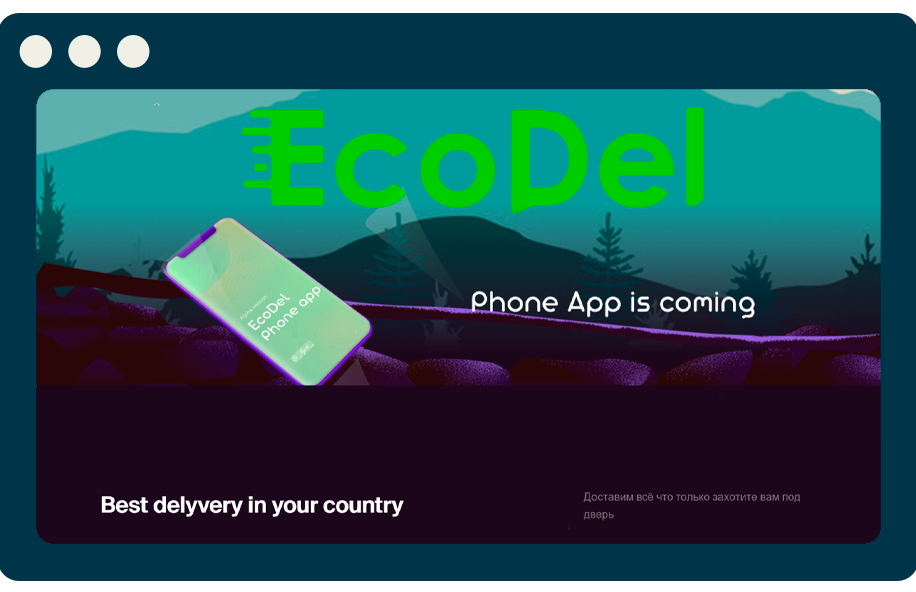 EcoDel
EcoDel
Phone app
Phone App is coming
Best delyvery in your country
Доставим всё что только захотите вам под
дверь